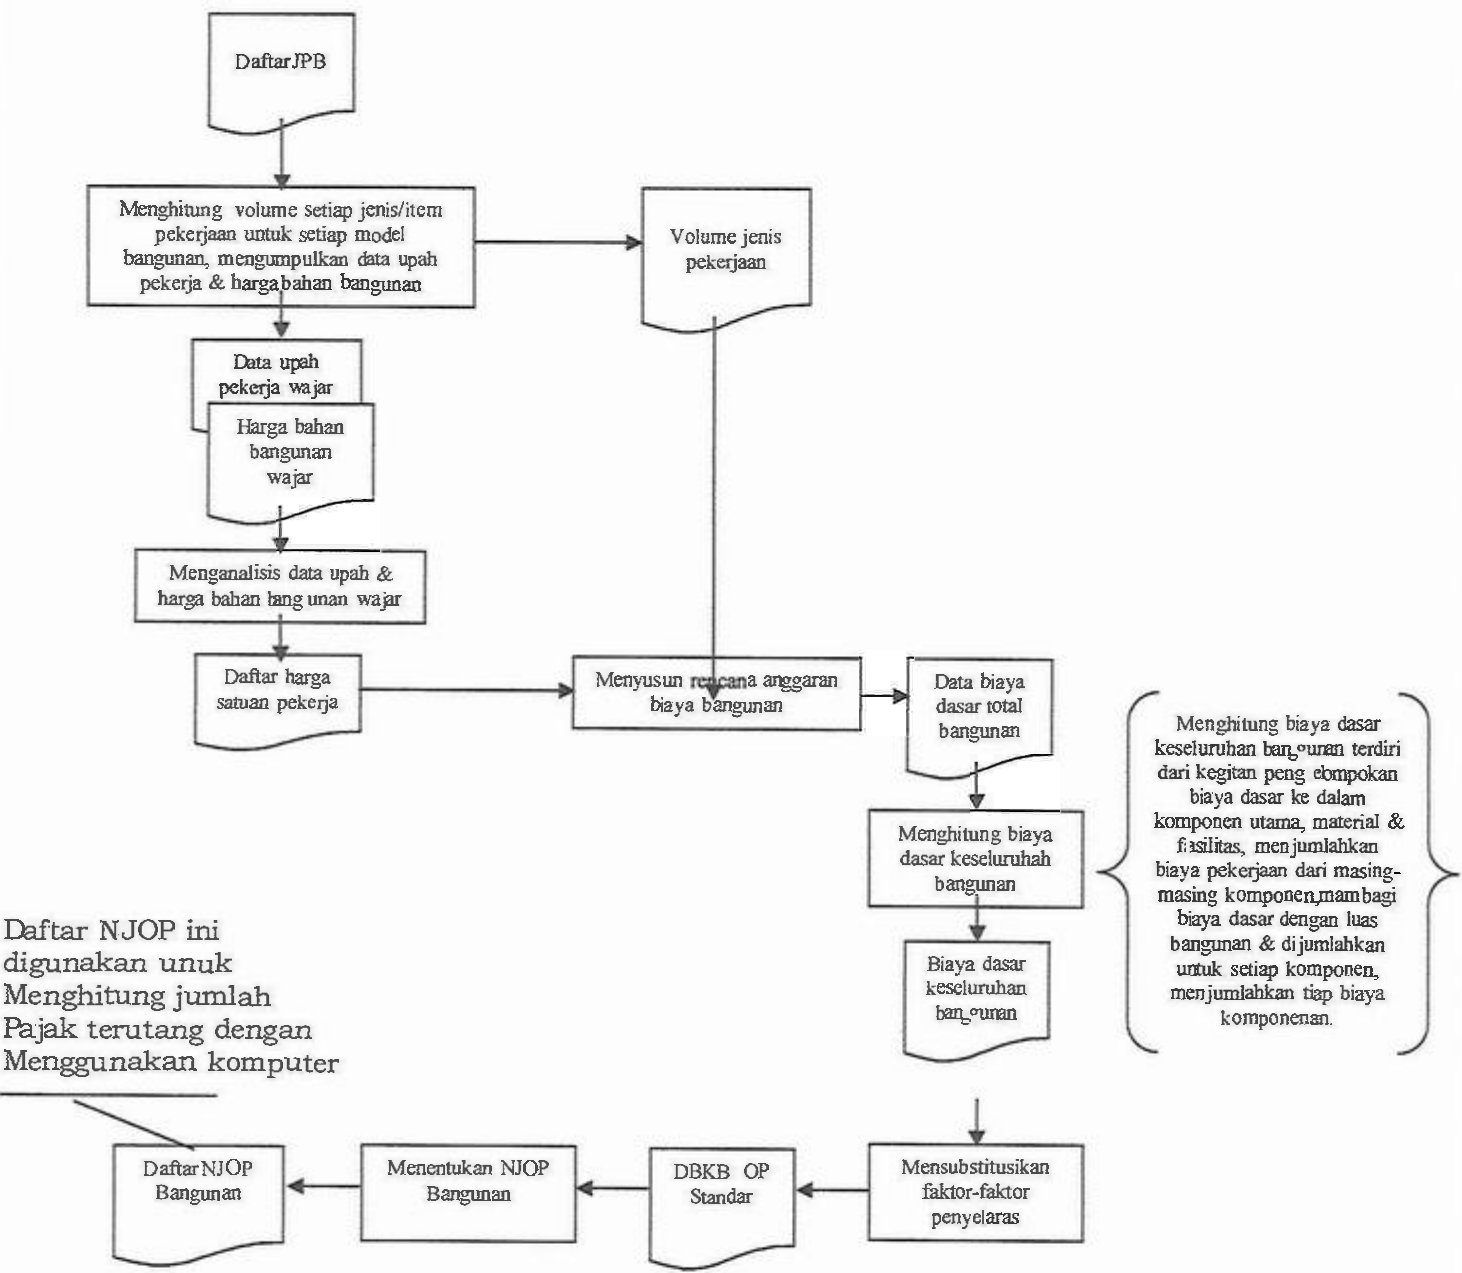 Daftar JPB
Menghitung volume setiap jenis/item
pekerjaan untuk setiap model
bangunan, mengumpulkan data upah
pekerja & harga bahan bangunan
Volume jenis
pekerjaan
Data upah
pekerja wajar
Harga bahan
bangunan
wajar
Menganalisis data upah &
harga bahan bang unan wajar
Daftar harga
satuan pekerja
Menyusun rencana anggaran
biaya bangunan
Data biaya
dasar total
bangunan
Menghitung biaya
dasar keseluruhah
bangunan
Menghitung biaya dasar
keseluruhan bangunan terdiri
dari kegitan peng elompokan
biaya dasar ke dalam
komponen utama, material &
fasilitas, menjumlahkan
biaya pekerjaan dari masing-
masing komponen,mambagi
biaya dasar dengan luas
bangunan & dijumlahkan
untuk setiap komponen,
menjumlahkan tiap biaya
komponenan.
Biaya dasar
keseluruhan
bangunan
Daftar NJOP ini
digunakan unuk
Menghitung jumlah
Pajak terutang dengan
Menggunakan komputer
Mensubstitusikan
faktor-faktor
penyelaras
DBKB OP
Standar
Menentukan NJOP
Bangunan
Daftar NJOP
Bangunan